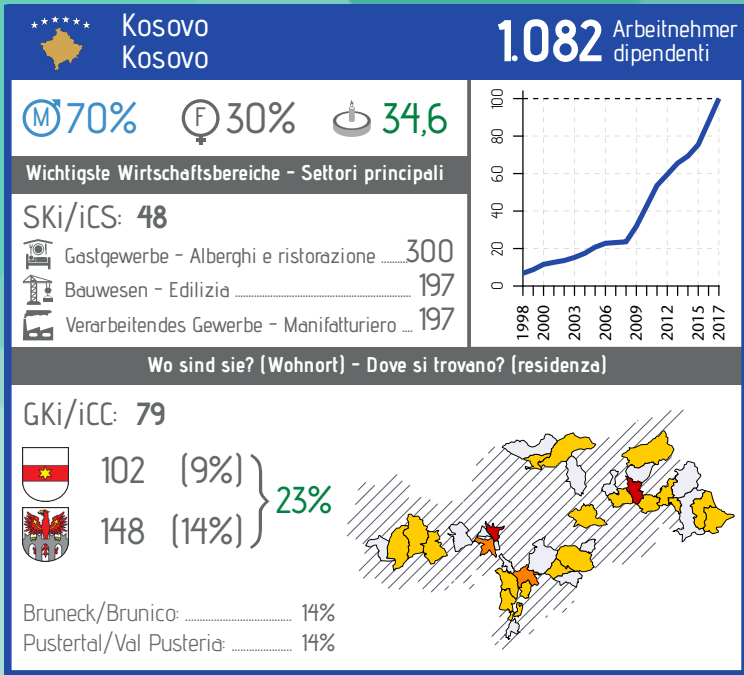 Kosovo
Kosovo
1.082 Arbeitnehmer
dipendenti
M 70% F 30% 34,6
Wichtigste Wirtschaftsbereiche - Settori principali
SKi/iCS: 48
Gastgewerbe - Alberghi e ristorazione ........ 300
Bauwesen - Edilizia ........ 197
Verarbeitendes Gewerbe - Manifatturiero .... 197
100
80
60
40
20
0
1998
2000
2003
2006
2009
2012
2015
2017
Wo sind sie? (Wohnort) - Dove si trovano? (residenza)
GKi/iCC: 79
102 (9%)
148 (14%)
23%
Bruneck/Brunico: ........ 14%
Pustertal/Val Pusteria: ........ 14%